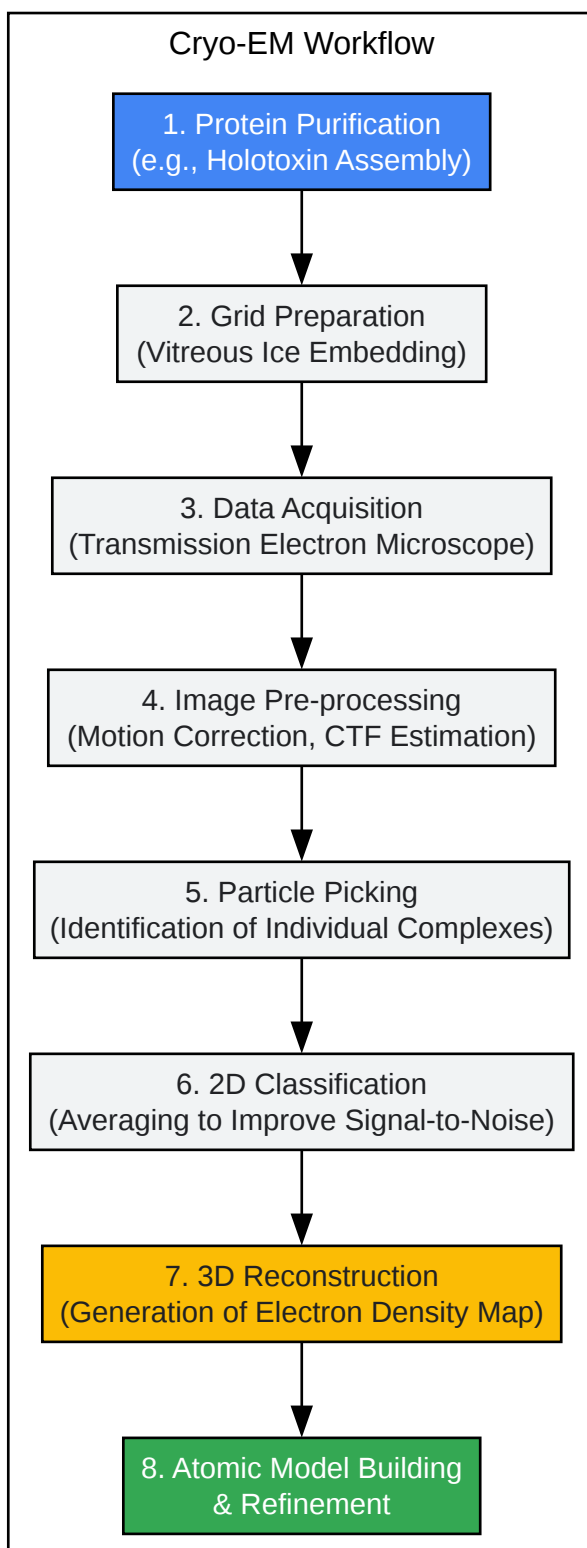 Cryo-EM Workflow
1. Protein Purification
(e.g., Holotoxin Assembly)
2. Grid Preparation
(Vitreous Ice Embedding)
3. Data Acquisition
(Transmission Electron Microscope)
4. Image Pre-processing
(Motion Correction, CTF Estimation)
5. Particle Picking
(Identification of Individual Complexes)
6. 2D Classification
(Averaging to Improve Signal-to-Noise)
7. 3D Reconstruction
(Generation of Electron Density Map)
8. Atomic Model Building
& Refinement